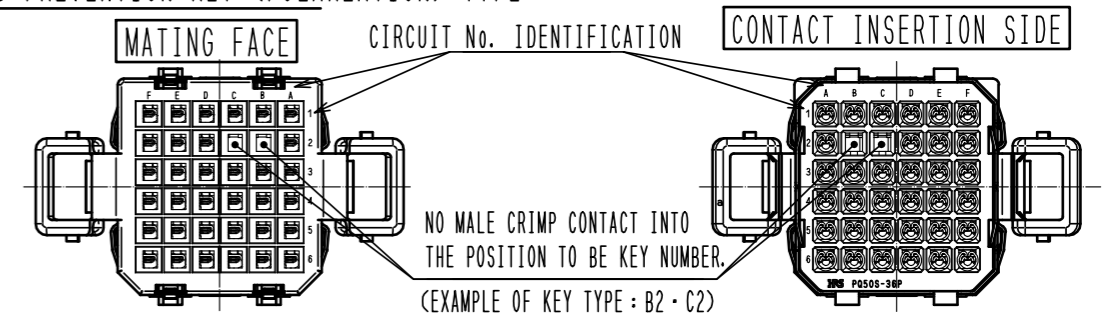 MATING FACE
CIRCUIT No. IDENTIFICATION
CONTACT INSERTION SIDE
F E D C B A
1
2
3
4
5
6
A B C D E F
1
2
3
4
5
6
a
NO MALE CRIMP CONTACT INTO
THE POSITION TO BE KEY NUMBER.
(EXAMPLE OF KEY TYPE : B2・C2)
HRS PQ50S-36P